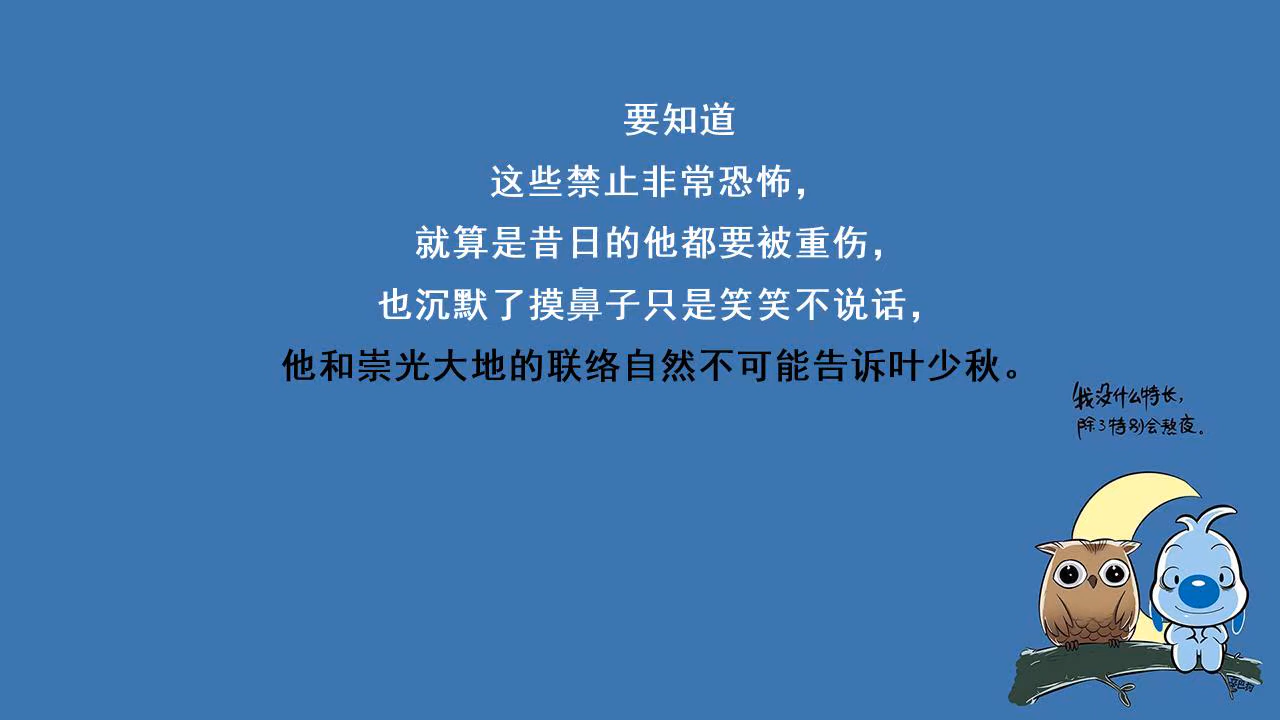 要知道
这些禁止非常恐怖，
就算是昔日的他都要被重伤，
也沉默了摸鼻子只是笑笑不说话，
他和崇光大地的联络自然不可能告诉叶少秋。
我没什么特长，
除了特别会熬夜。